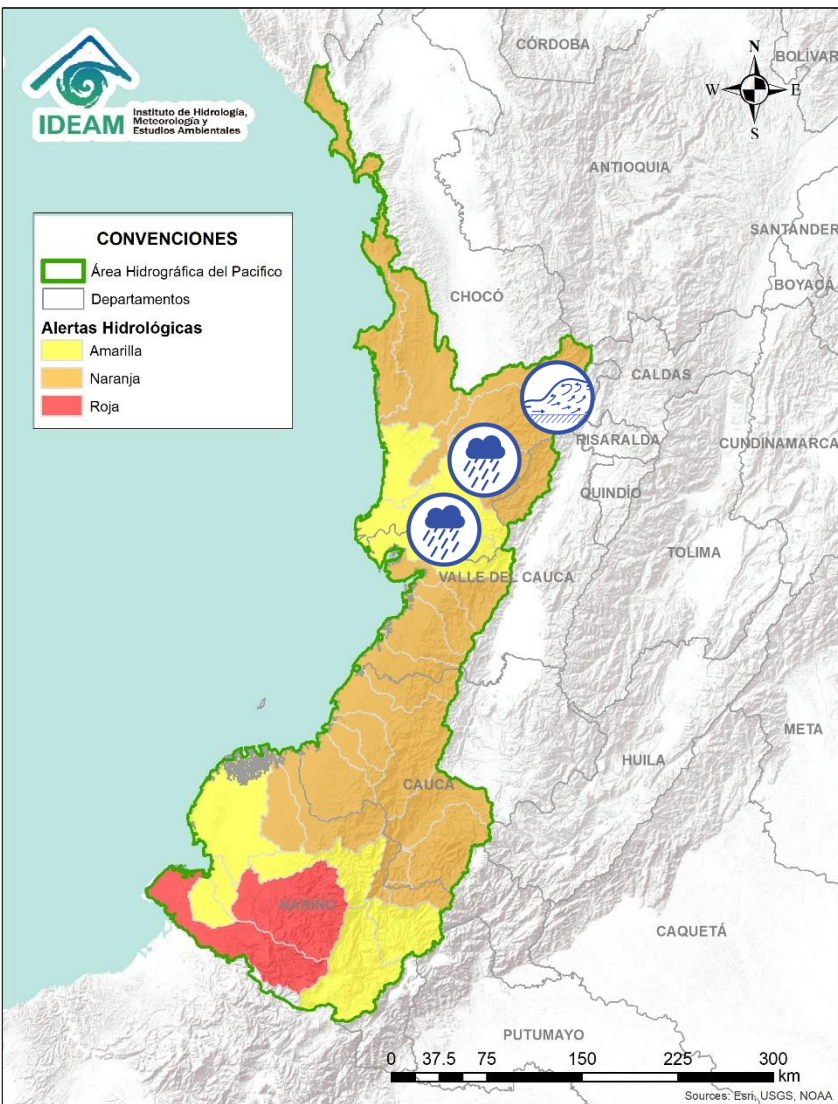 IDEAM
Instituto de Hidrología,
Meteorología y
Estudios Ambientales
CÓRDOBA
BOLÍVAR
N
W
E
S
ANTIOQUIA
SANTANDER
BOYACÁ
CONVENCIONES
Área Hidrográfica del Pacifico
Departamentos
Alertas Hidrológicas
Amarilla
Naranja
Roja
CHOCÓ
CALDAS
RISARALDA
CUNDINAMARCA
QUINDÍO
TOLIMA
VALLE DEL CAUCA
META
HUILA
CAUCA
NARIÑO
CAQUETÁ
PUTUMAYO
0 37.5 75 150 225 300
km
Sources: Esri, USGS, NOAA